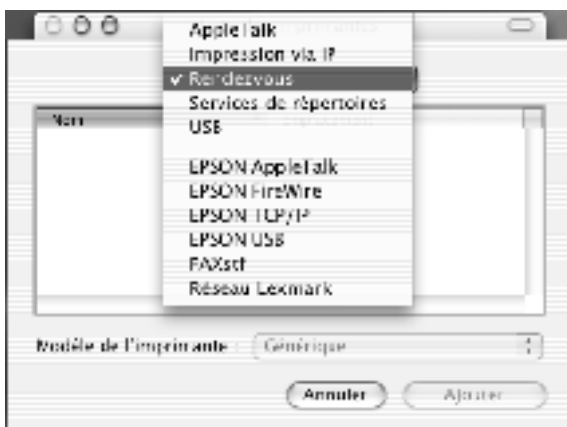 AppleTalk
Impression via IP
✓ Rendezvous
Services de répertoires
USB
Nom
EPSON AppleTalk
EPSON FireWire
EPSON TCP/IP
EPSON USB
FAXstf
Réseau Lexmark
Modèle de l'imprimante : Générique
Annuler Ajouter